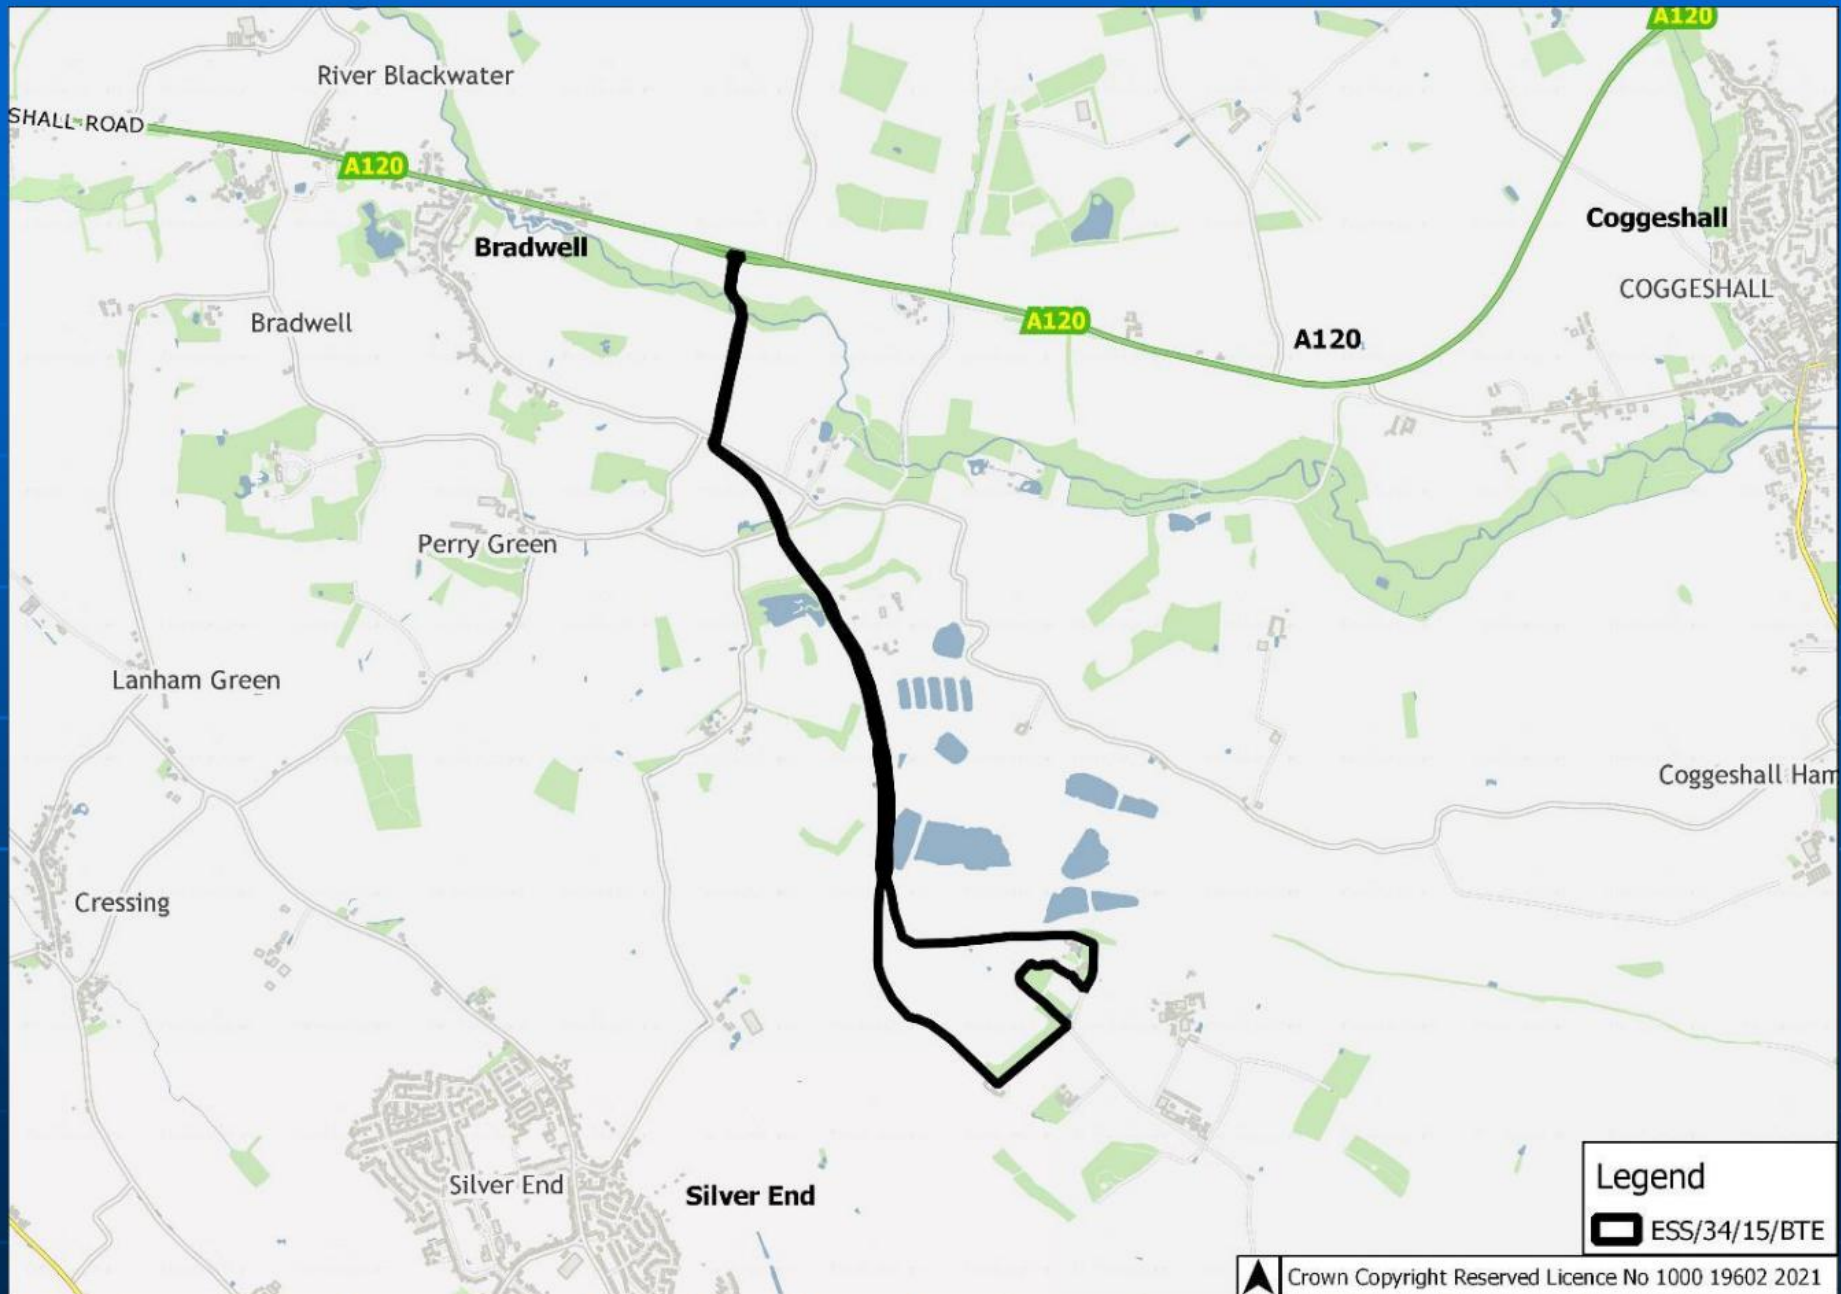 A120
River Blackwater
SHALL ROAD
A120
Coggeshall
Bradwell
COGGESHALL
Bradwell
A120
A120
Perry Green
Lanham Green
Coggeshall Ham
Cressing
Silver End
Silver End
Legend
ESS/34/15/BTE
Crown Copyright Reserved Licence No 1000 19602 2021